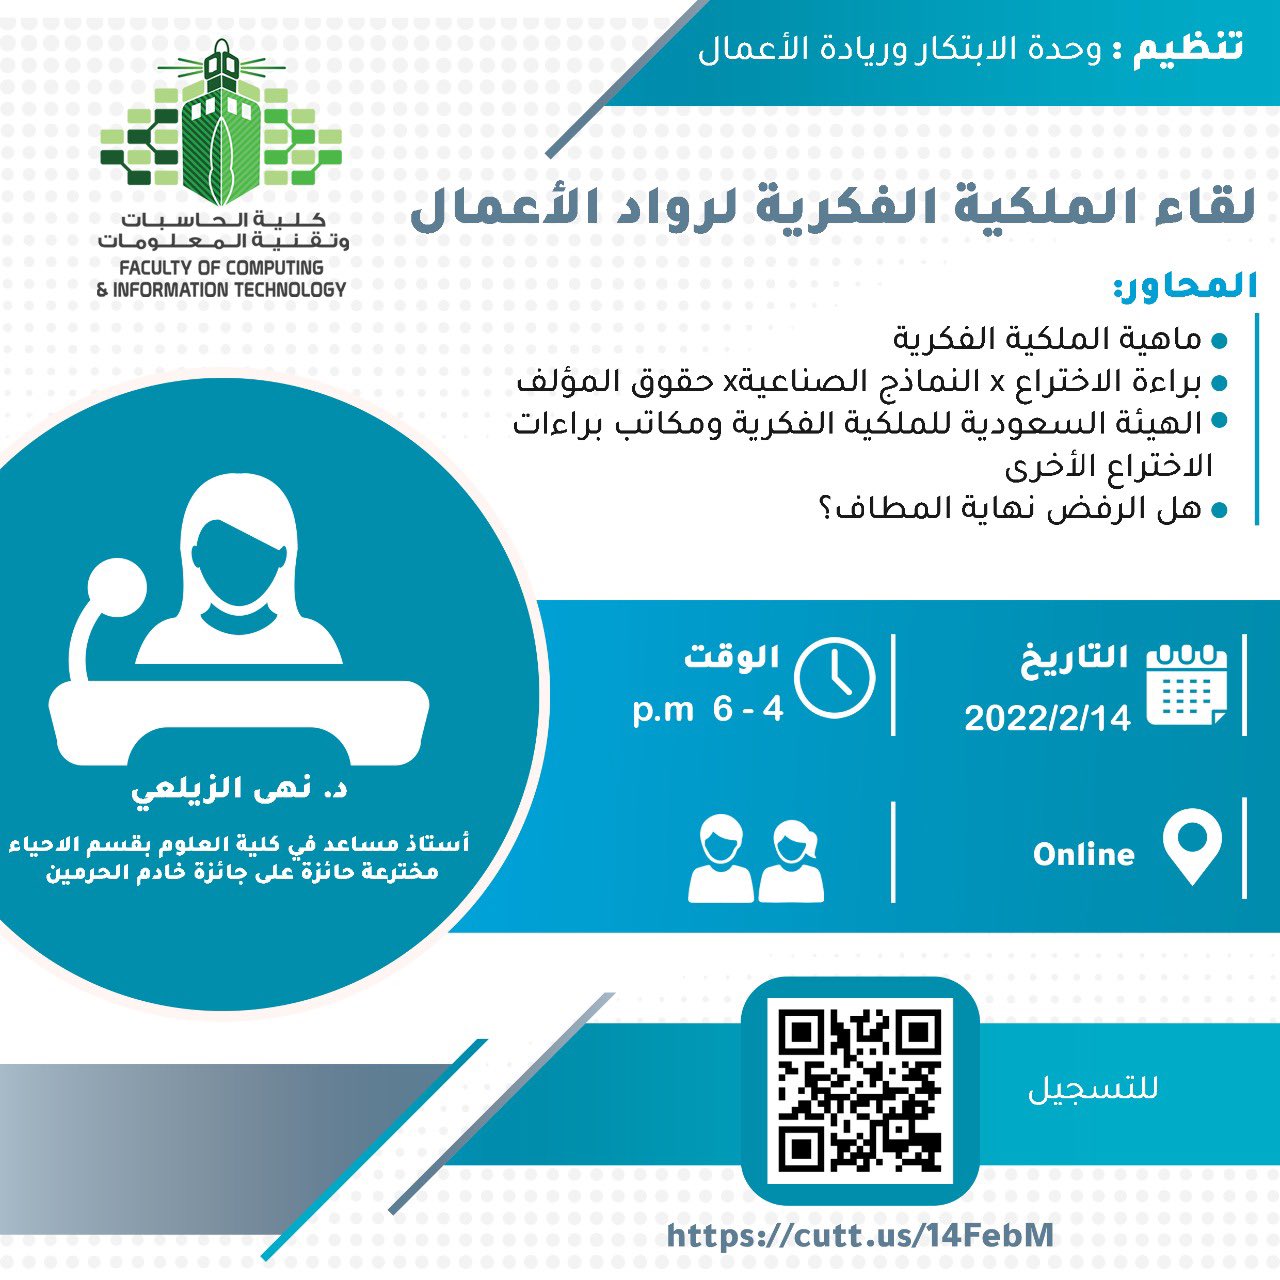 تنظيم : وحدة الابتكار وريادة الأعمال
كلية الحاسبات
وتقنية المعلومات
FACULTY OF COMPUTING
& INFORMATION TECHNOLOGY
لقاء الملكية الفكرية لرواد الأعمال
المحاور:
ماهية الملكية الفكرية
براءة الاختراع x النماذج الصناعيةx حقوق المؤلف
الهيئة السعودية للملكية الفكرية ومكاتب براءات
الاختراع الأخرى
هل الرفض نهاية المطاف؟
التاريخ
2022/2/14
الوقت
4 - 6 p.m
Online
د. نهى الزيلعي
أستاذ مساعد في كلية العلوم بقسم الاحياء
مخترعة حائزة على جائزة خادم الحرمين
للتسجيل
https://cutt.us/14FebM